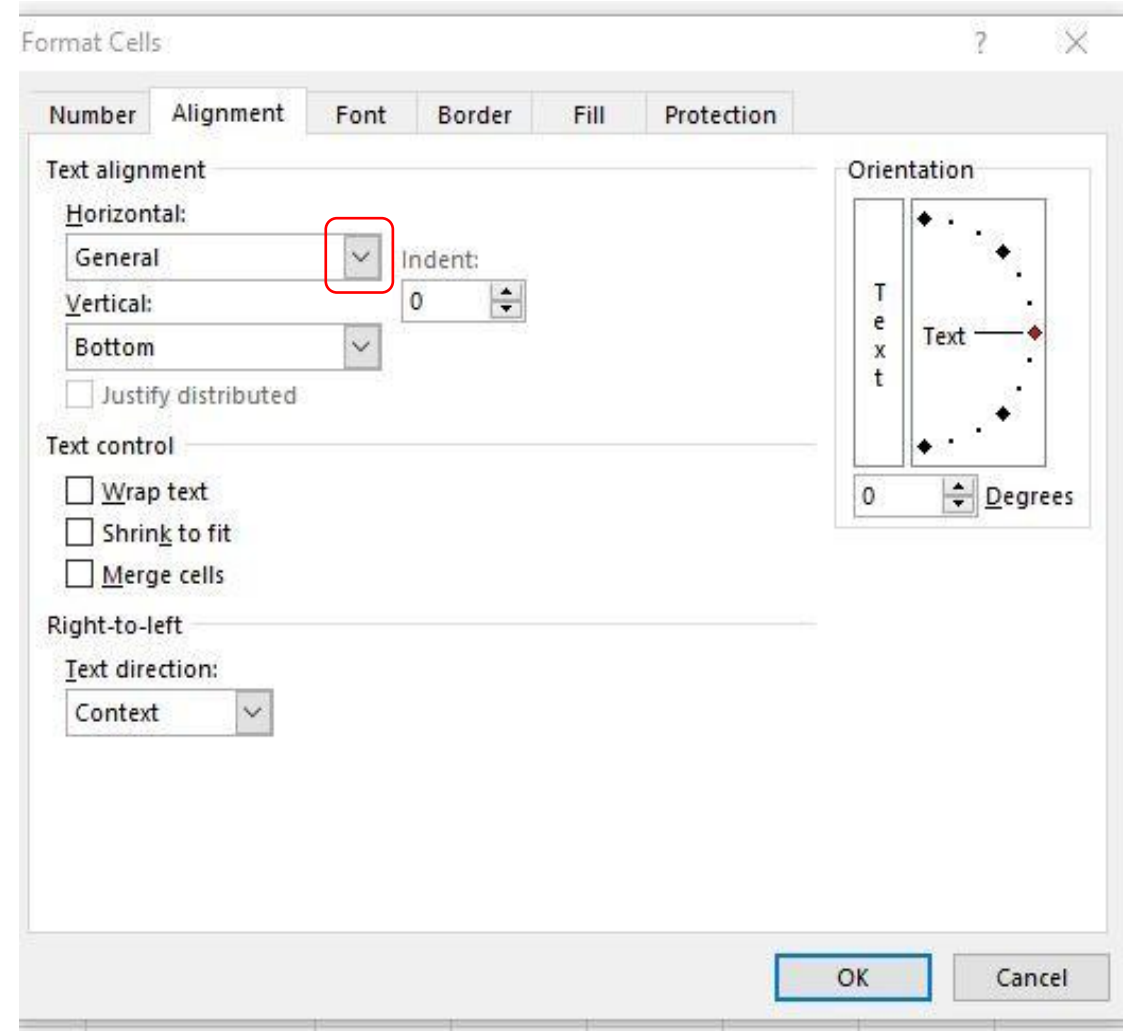 Format Cells ?
Number Alignment Font Border Fill Protection
Text alignment
Horizontal:
General
Indent:
0
Vertical:
Bottom
Justify distributed
Text control
Wrap text
Shrink to fit
Merge cells
Right-to-left
Text direction:
Context
Orientation
Text
Text
0 Degrees
OK Cancel